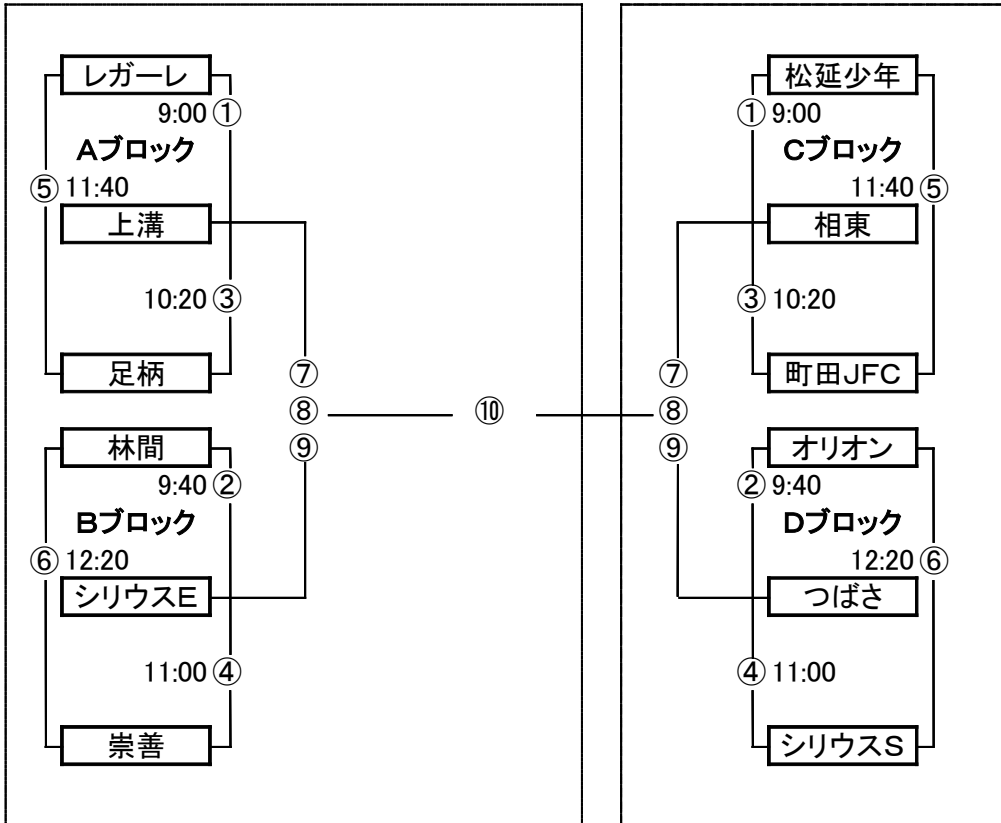 レガーレ
9:00 ①
Aブロック
⑤ 11:40
上溝
10:20 ③
足柄
林間
9:40 ②
Bブロック
⑥ 12:20
シリウスE
11:00 ④
崇善
⑦
⑧
⑨
⑩
松延少年
① 9:00
Cブロック
11:40 ⑤
相東
③ 10:20
町田JFC
⑦
⑧
⑨
オリオン
② 9:40
Dブロック
12:20 ⑥
つばさ
④ 11:00
シリウスS